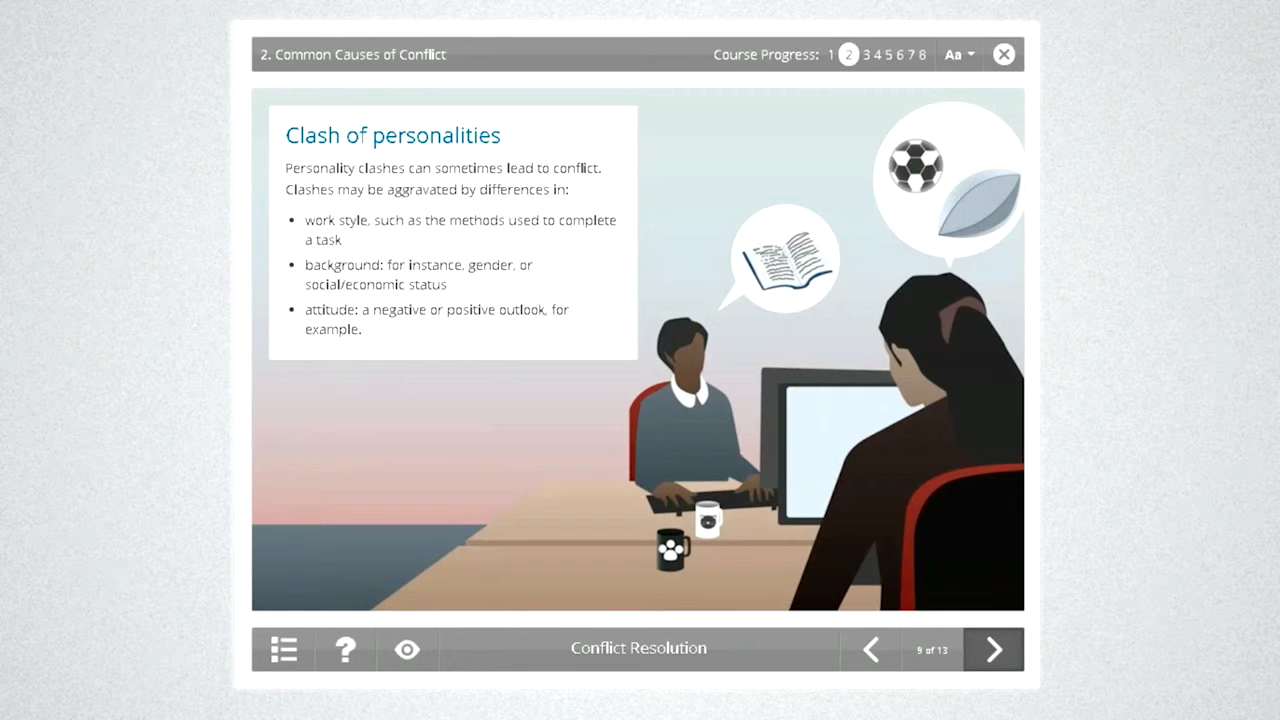 2. Common Causes of Conflict
Course Progress: 1 2 3 4 5 6 7 8
Aa
Clash of personalities
Personality clashes can sometimes lead to conflict.
Clashes may be aggravated by differences in:
• work style, such as the methods used to complete
a task
• background: for instance, gender, or
social/economic status
• attitude: a negative or positive outlook, for
example.
?
Conflict Resolution
9 of 13